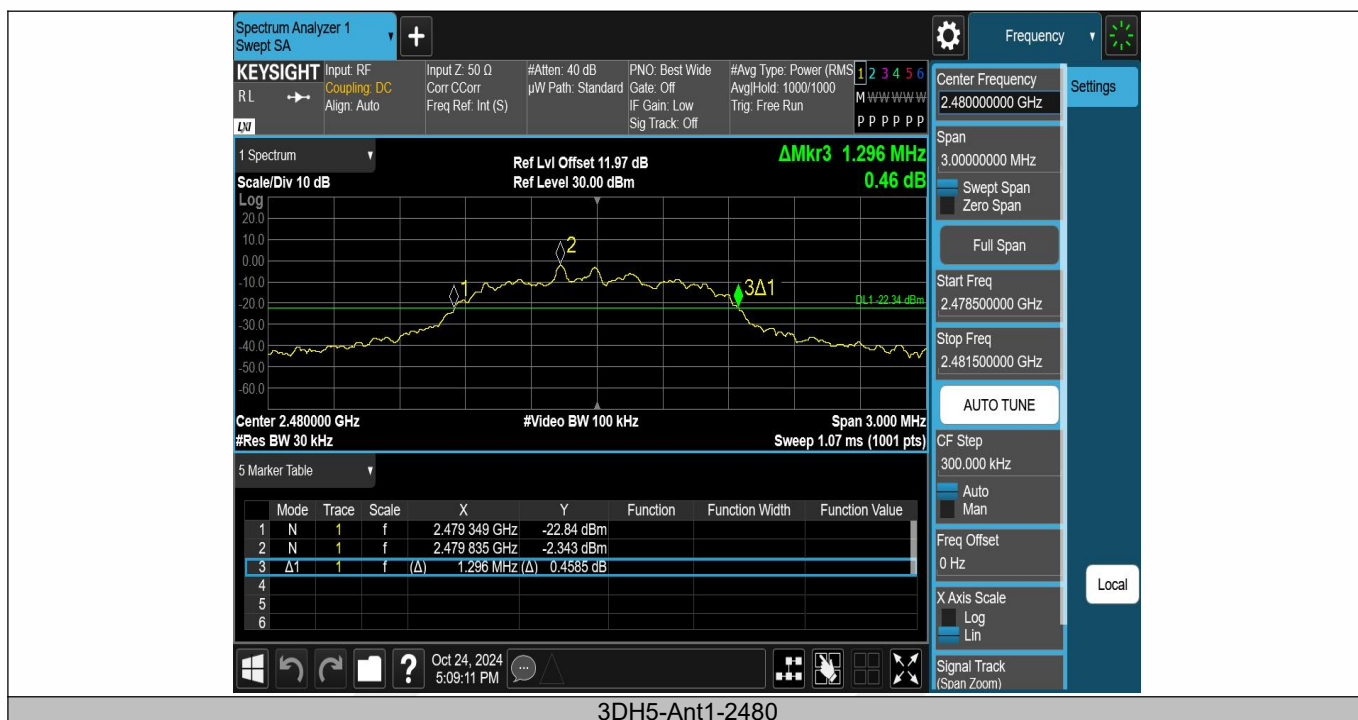 Spectrum Analyzer 1
Swept SA
+
Frequency
KEYSIGHT
RL
LXI
Input: RF
Coupling: DC
Align: Auto
Input Z: 50 Ω
Corr CCorr
Freq Ref: Int (S)
#Atten: 40 dB
µW Path: Standard
PNO: Best Wide
Gate: Off
IF Gain: Low
Sig Track: Off
#Avg Type: Power (RMS
Avg|Hold: 1000/1000
Trig: Free Run
1 2 3 4 5 6
M W W W W W
P P P P P P
Center Frequency
2.480000000 GHz
Settings
Span
3.00000000 MHz
Swept Span
Zero Span
Full Span
Start Freq
2.478500000 GHz
Stop Freq
2.481500000 GHz
AUTO TUNE
CF Step
300.000 kHz
Auto
Man
Freq Offset
0 Hz
X Axis Scale
Log
Lin
Signal Track
(Span Zoom)
Local
1 Spectrum
Scale/Div 10 dB
Ref Lvl Offset 11.97 dB
Ref Level 30.00 dBm
ΔMkr3 1.296 MHz
0.46 dB
Log
20.0
10.0
0.00
-10.0
-20.0
-30.0
-40.0
-50.0
-60.0
1
2
3Δ1
DL1 -22.34 dBm
Center 2.480000 GHz
#Video BW 100 kHz
Span 3.000 MHz
#Res BW 30 kHz
Sweep 1.07 ms (1001 pts)
5 Marker Table
Mode Trace Scale X Y Function Function Width Function Value
1 N 1 f 2.479 349 GHz -22.84 dBm
2 N 1 f 2.479 835 GHz -2.343 dBm
3 Δ1 1 f (Δ) 1.296 MHz (Δ) 0.4585 dB
4
5
6
?
Oct 24, 2024
5:09:11 PM
3DH5-Ant1-2480